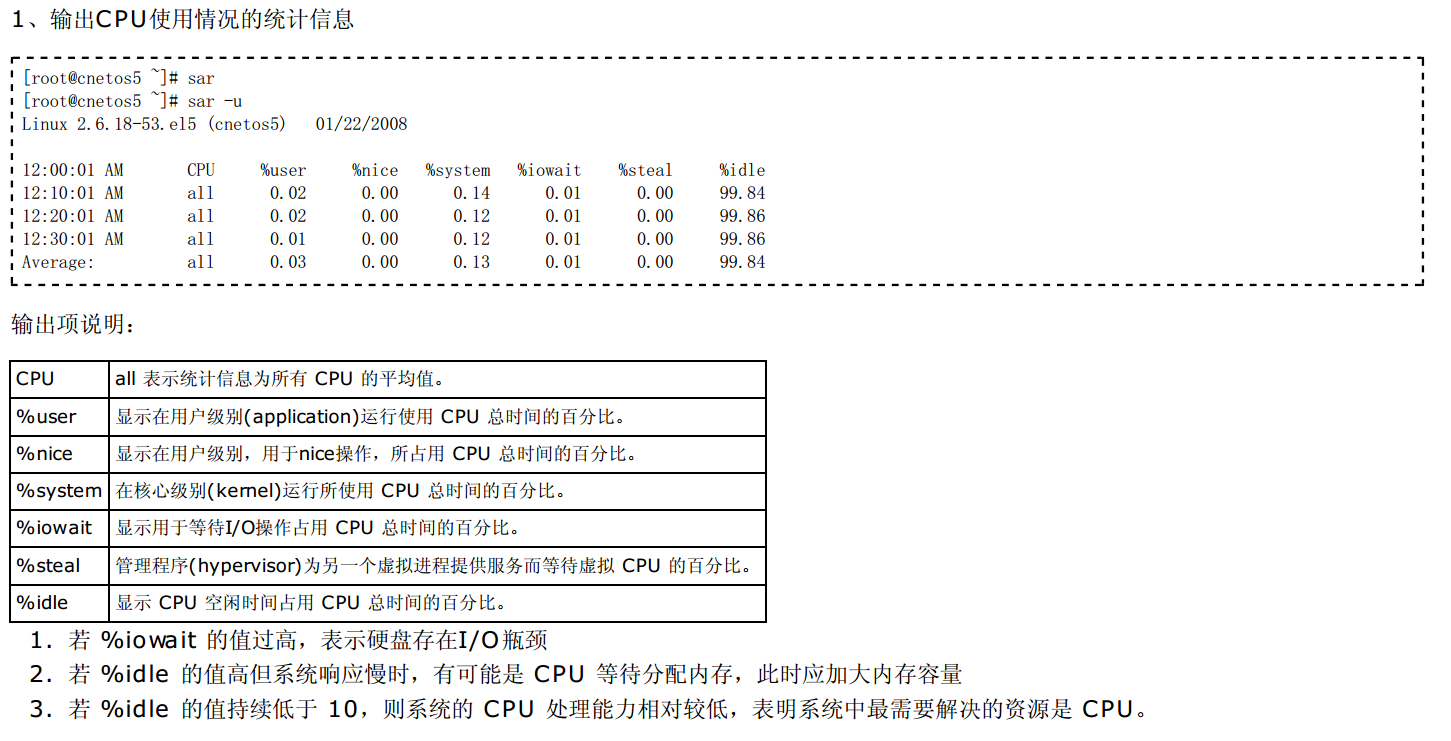 1、输出CPU使用情况的统计信息
[root@cnetos5 ~]# sar
[root@cnetos5 ~]# sar -u
Linux 2.6.18-53.el5 (cnetos5) 01/22/2008
12:00:01 AM CPU %user %nice %system %iowait %steal %idle
12:10:01 AM all 0.02 0.00 0.14 0.01 0.00 99.84
12:20:01 AM all 0.02 0.00 0.12 0.01 0.00 99.86
12:30:01 AM all 0.01 0.00 0.12 0.01 0.00 99.86
Average: all 0.03 0.00 0.13 0.01 0.00 99.84
输出项说明：
CPU all 表示统计信息为所有 CPU 的平均值。
%user 显示在用户级别(application)运行使用 CPU 总时间的百分比。
%nice 显示在用户级别，用于nice操作，所占用 CPU 总时间的百分比。
%system 在核心级别(kernel)运行所使用 CPU 总时间的百分比。
%iowait 显示用于等待I/O操作占用 CPU 总时间的百分比。
%steal 管理程序(hypervisor)为另一个虚拟进程提供服务而等待虚拟 CPU 的百分比。
%idle 显示 CPU 空闲时间占用 CPU 总时间的百分比。
1. 若 %iowait 的值过高，表示硬盘存在I/O瓶颈
2. 若 %idle 的值高但系统响应慢时，有可能是 CPU 等待分配内存，此时应加大内存容量
3. 若 %idle 的值持续低于 10，则系统的 CPU 处理能力相对较低，表明系统中最需要解决的资源是 CPU。